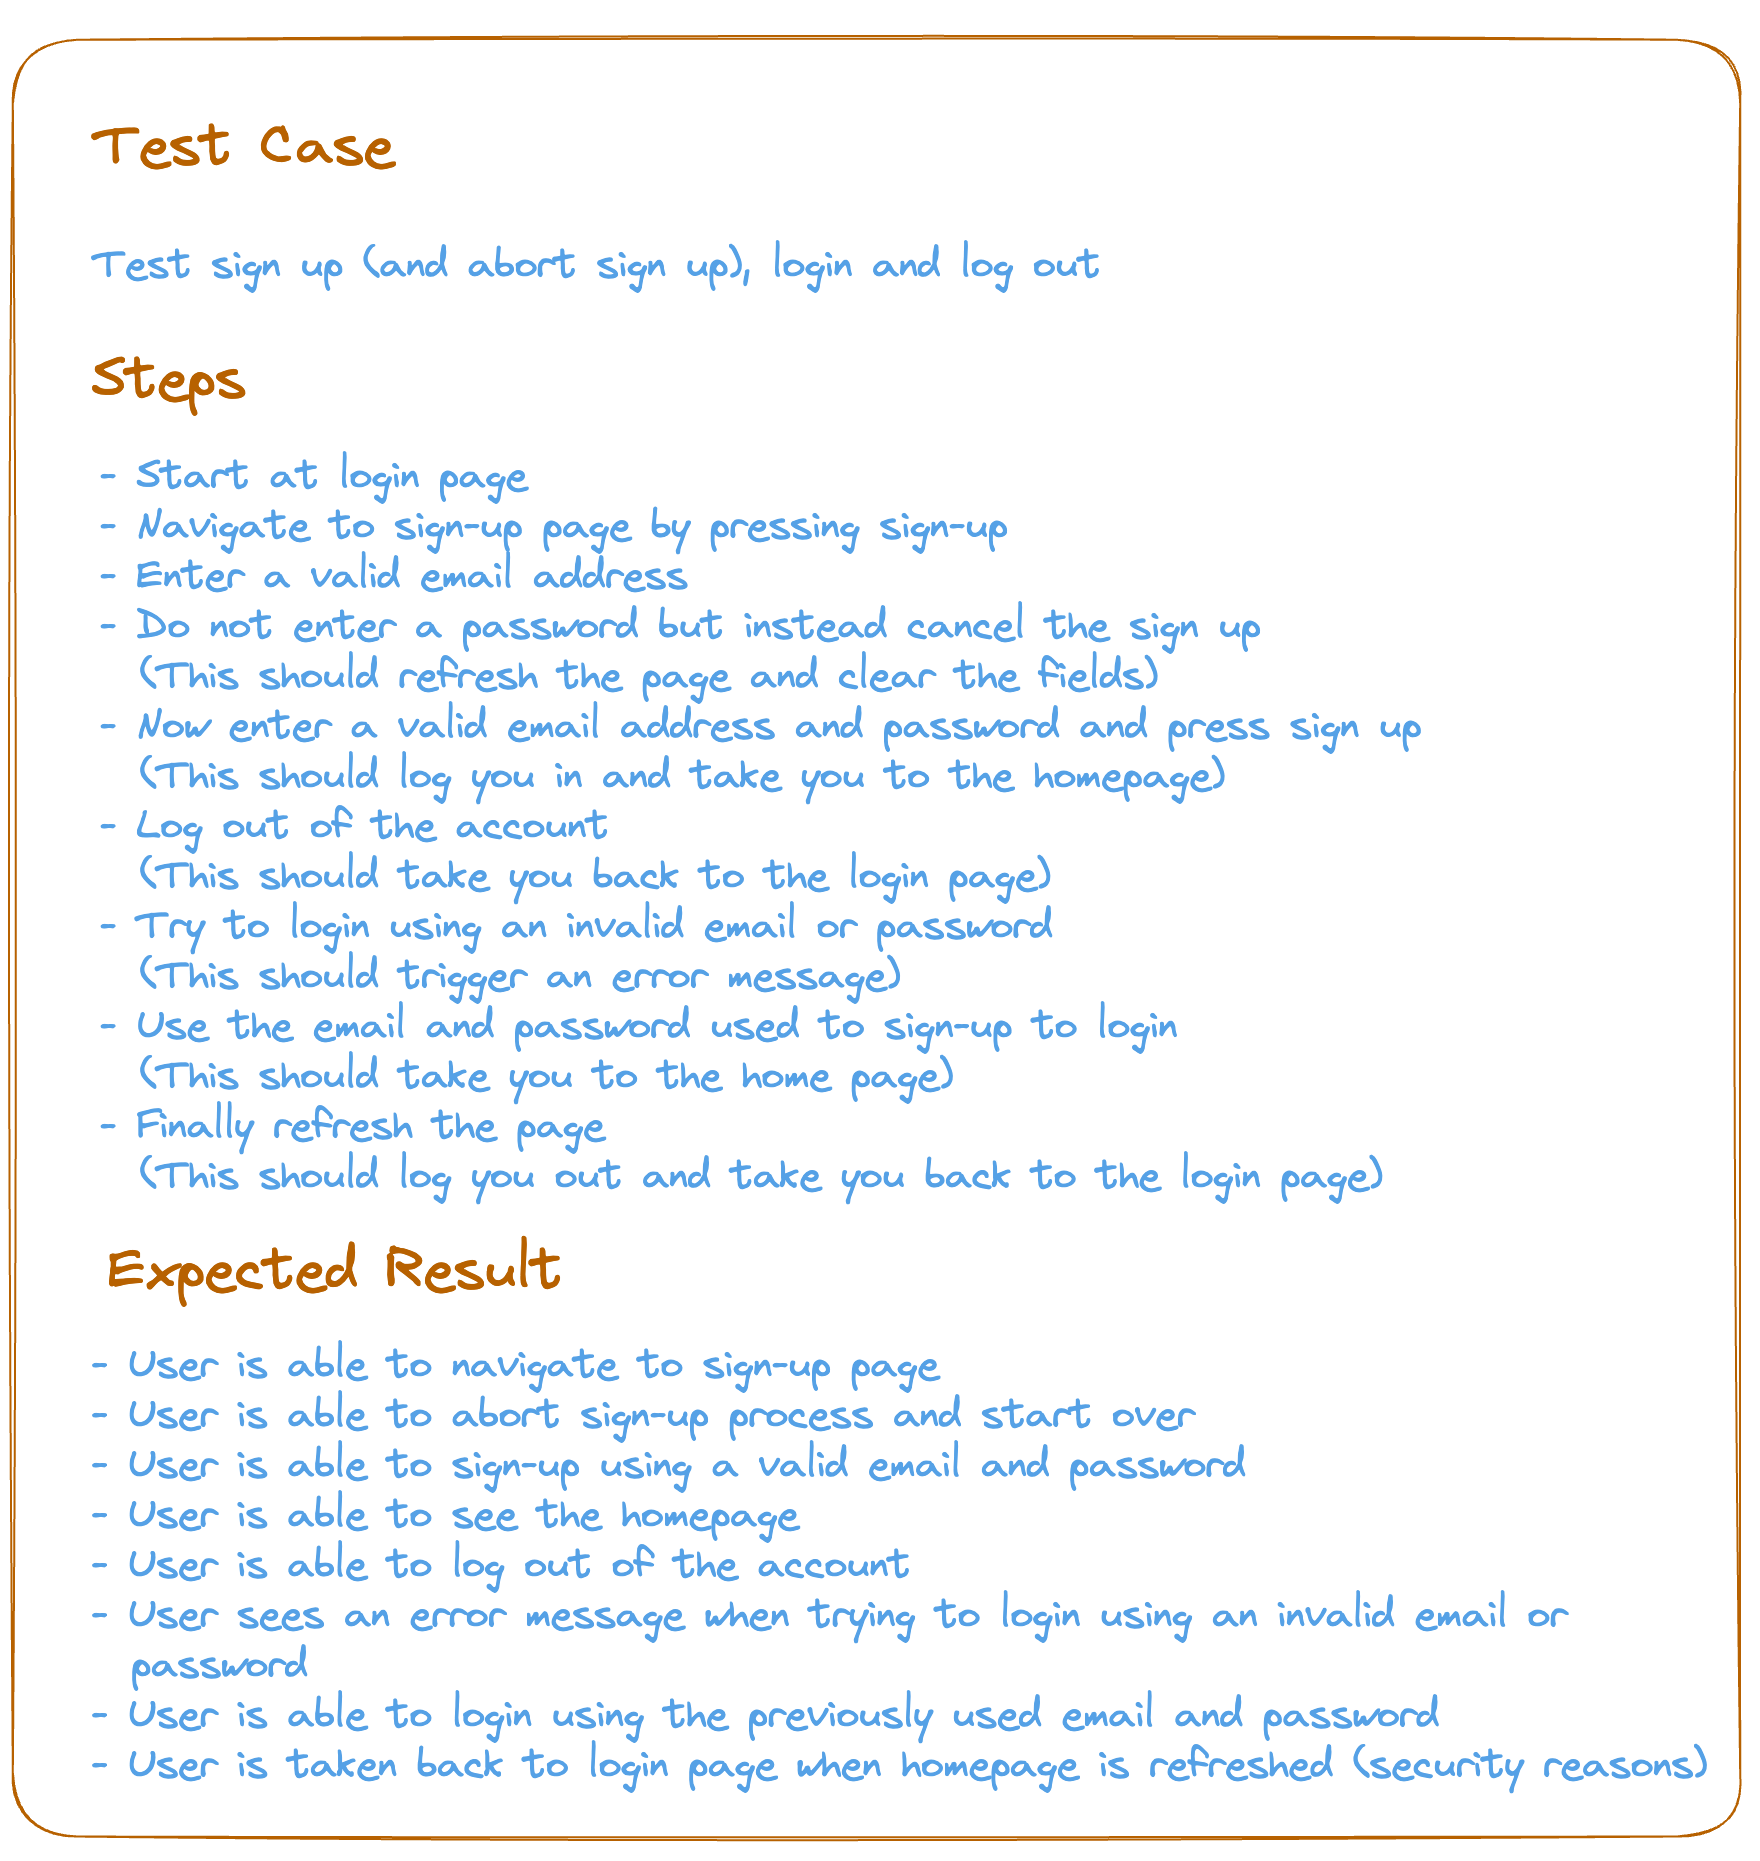 Test Case
Test sign up (and abort sign up), login and log out
Steps
- Start at login page
- Navigate to sign-up page by pressing sign-up
- Enter a valid email address
- Do not enter a password but instead cancel the sign up
(This should refresh the page and clear the fields)
- Now enter a valid email address and password and press sign up
(This should log you in and take you to the homepage)
- Log out of the account
(This should take you back to the login page)
- Try to login using an invalid email or password
(This should trigger an error message)
- Use the email and password used to sign-up to login
(This should take you to the home page)
- Finally refresh the page
(This should log you out and take you back to the login page)
Expected Result
- User is able to navigate to sign-up page
- User is able to abort sign-up process and start over
- User is able to sign-up using a valid email and password
- User is able to see the homepage
- User is able to log out of the account
- User sees an error message when trying to login using an invalid email or
password
- User is able to login using the previously used email and password
- User is taken back to login page when homepage is refreshed (security reasons)